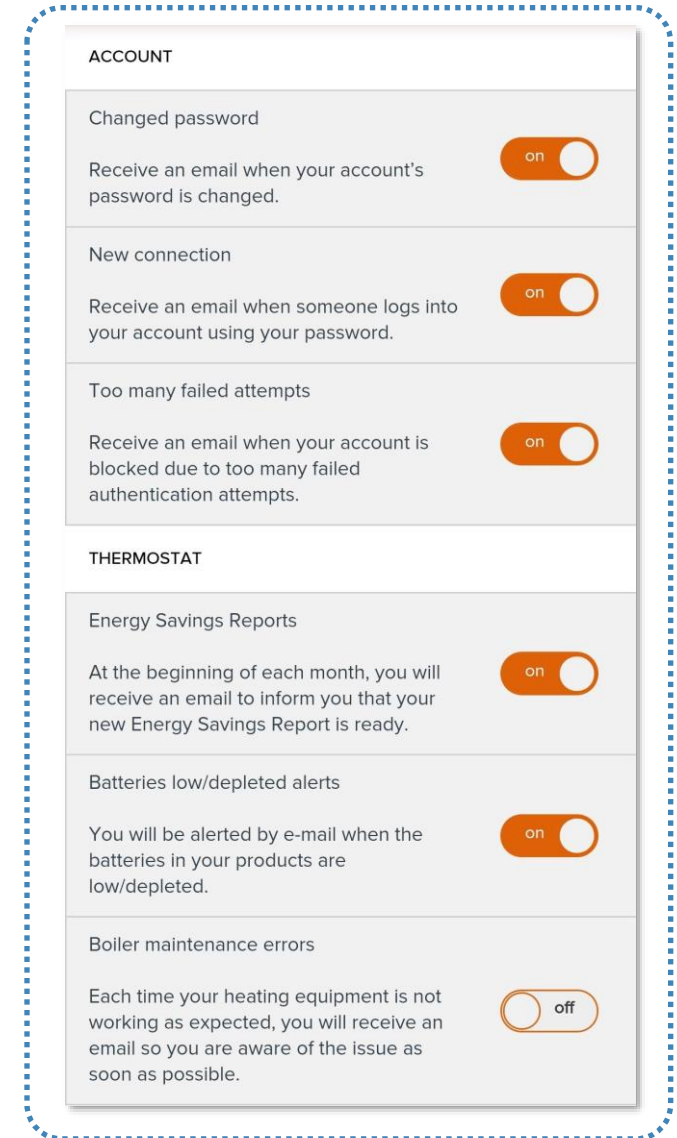 ACCOUNT
Changed password
on
Receive an email when your account's
password is changed.
New connection
on
Receive an email when someone logs into
your account using your password.
Too many failed attempts
on
Receive an email when your account is
blocked due to too many failed
authentication attempts.
THERMOSTAT
Energy Savings Reports
on
At the beginning of each month, you will
receive an email to inform you that your
new Energy Savings Report is ready.
Batteries low/depleted alerts
on
You will be alerted by e-mail when the
batteries in your products are
low/depleted.
Boiler maintenance errors
off
Each time your heating equipment is not
working as expected, you will receive an
email so you are aware of the issue as
soon as possible.